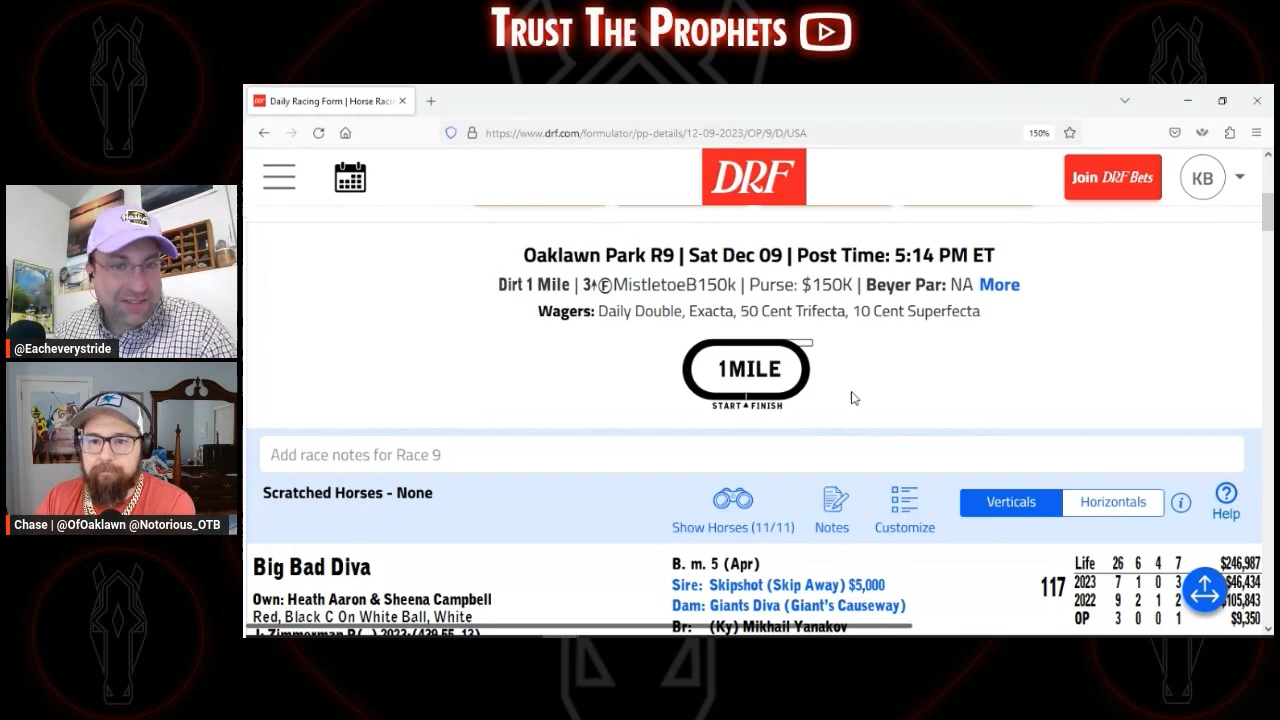 TRUST THE PROPHETS
Daily Racing Form | Horse Racin
https://www.drf.com/formulator/pp-details/12-09-2023/OP/9/D/USA
150%
DRF
Join DRF Bets
KB
Oaklawn Park R9 | Sat Dec 09 | Post Time: 5:14 PM ET
Dirt 1 Mile | 3↑ⒻMistletoeB150k | Purse: $150K | Beyer Par: NA More
Wagers: Daily Double, Exacta, 50 Cent Trifecta, 10 Cent Superfecta
1 MILE
START ▲ FINISH
@Eacheverystride
Add race notes for Race 9
Scratched Horses - None
Show Horses (11/11)
Notes
Customize
Verticals
Horizontals
Help
Chase | @OfOaklawn @Notorious_OTB
Big Bad Diva
Own: Heath Aaron & Sheena Campbell
Red, Black C On White Ball, White
B. m. 5 (Apr)
Sire: Skipshot (Skip Away) $5,000
Dam: Giants Diva (Giant's Causeway)
Br: (Ky) Mikhail Yanakov
117
Life 26 6 4 7 $246,987
2023 7 1 0 3 $46,434
2022 9 2 1 2 $105,843
OP 3 0 0 1 $9,350